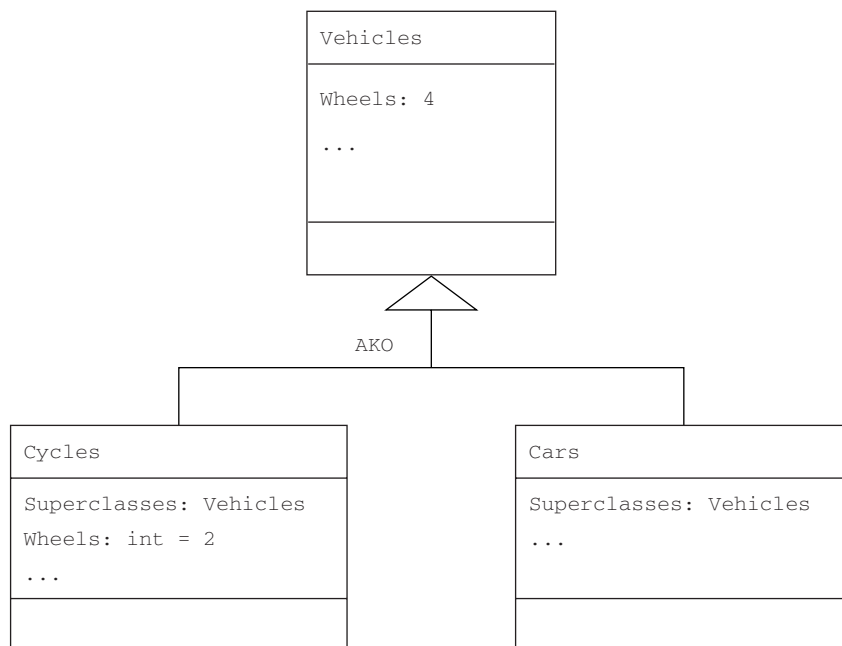 Vehicles
Wheels: 4
...
AKO
Cycles
Superclasses: Vehicles
Wheels: int = 2
...
Cars
Superclasses: Vehicles
...